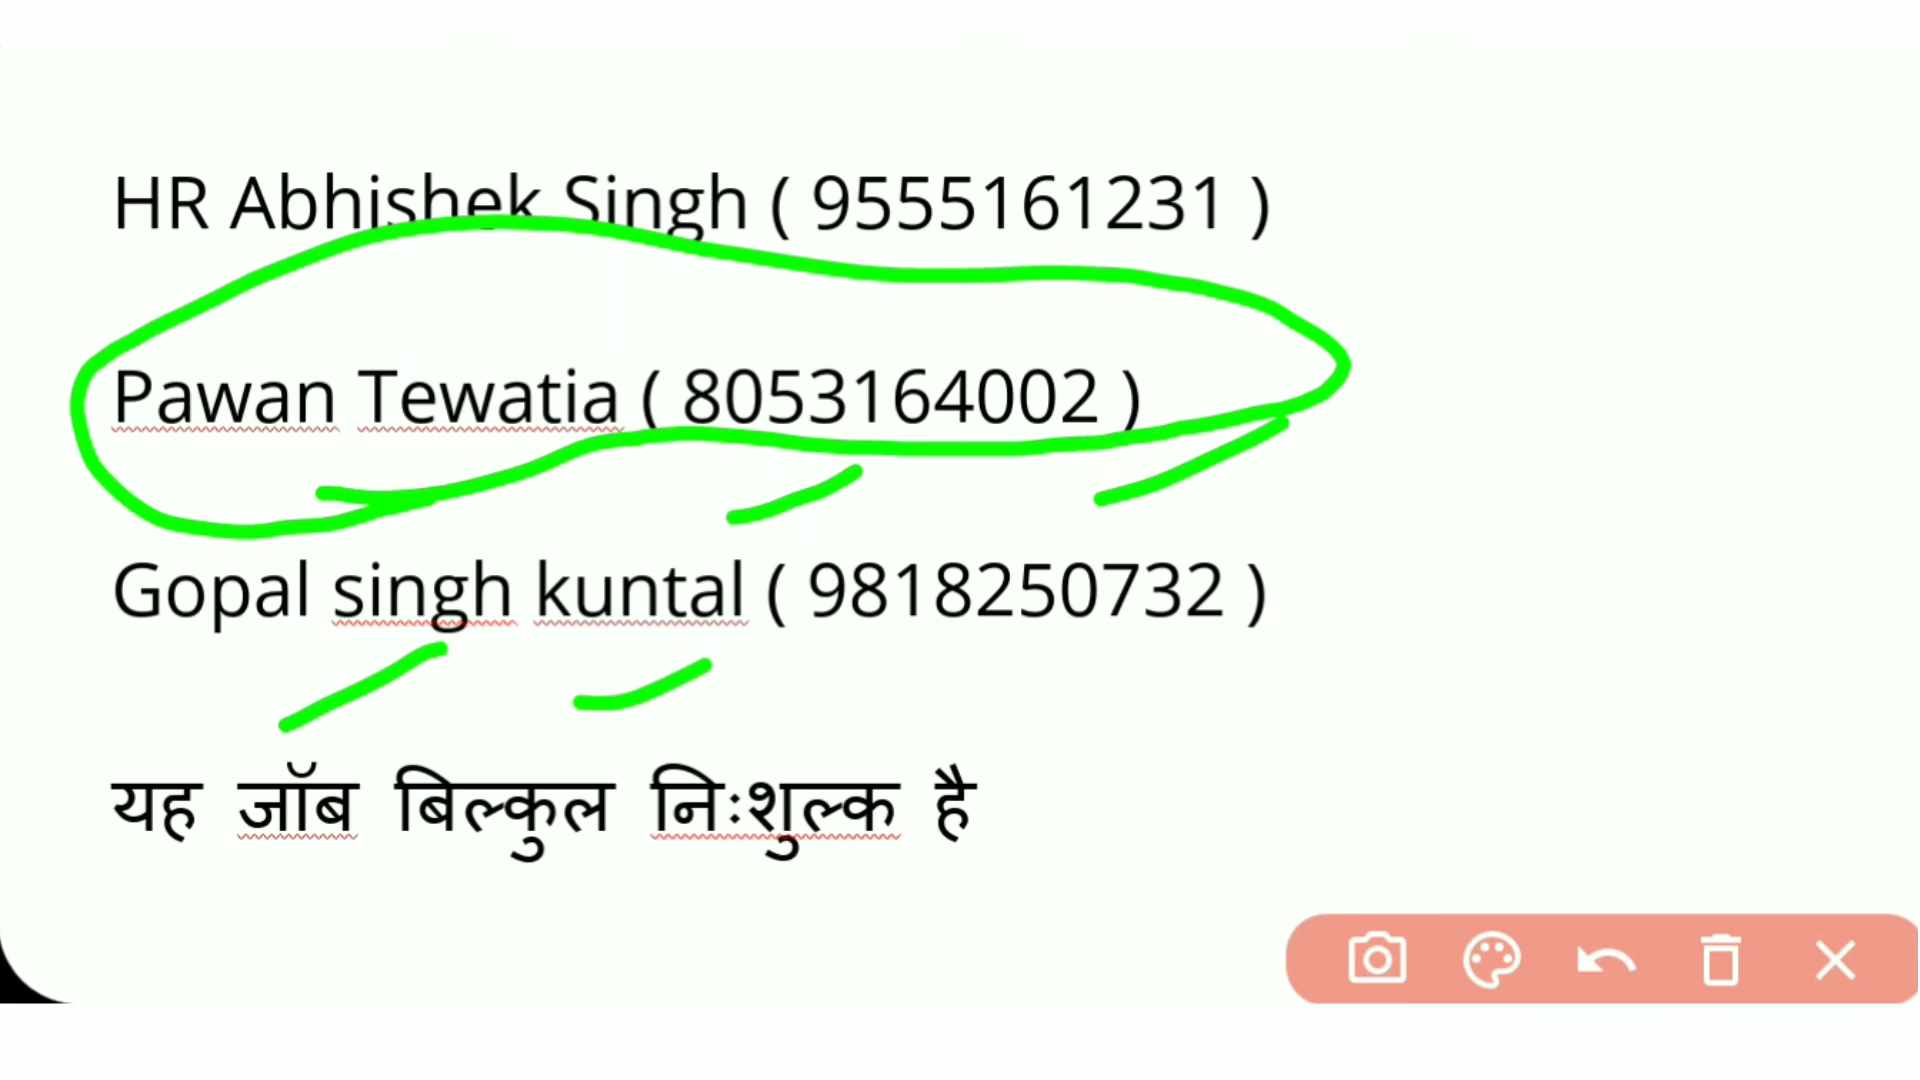 HR Abhishek Singh ( 9555161231 )
Pawan Tewatia ( 8053164002 )
Gopal singh kuntal ( 9818250732 )
यह जॉब बिल्कुल निःशुल्क है